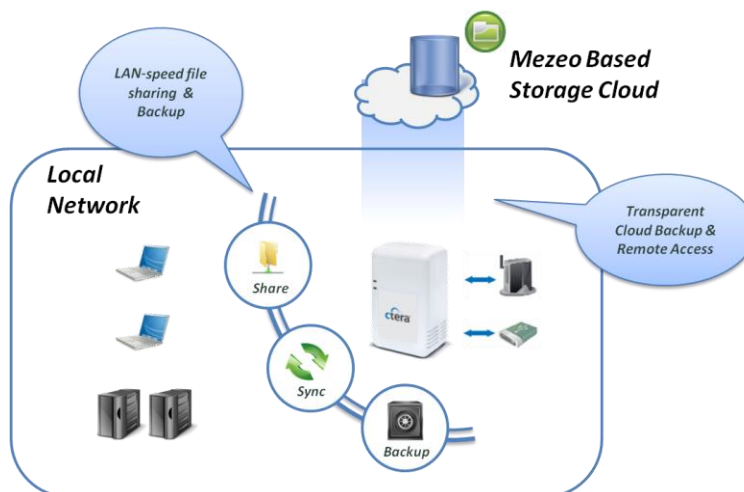 LAN-speed file
sharing &
Backup
Mezeo Based
Storage Cloud
Local
Network
Transparent
Cloud Backup &
Remote Access
Share
ctera
Sync
Backup